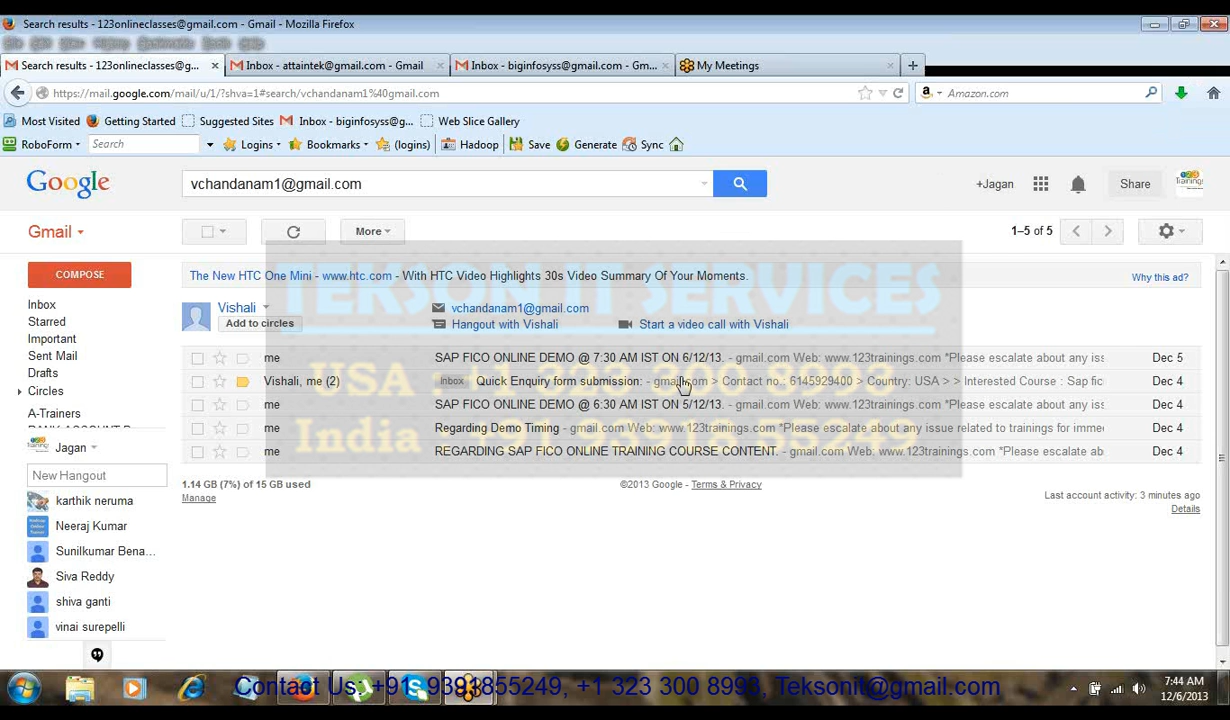 Search results - 123onlineclasses@gmail.com - Gmail - Mozilla Firefox
Search results - 123onlineclasses@g... Inbox - attaintek@gmail.com - Gmail Inbox - biginfosyss@gmail.com - Gm... My Meetings
https://mail.google.com/mail/u/1/?shva=1#search/vchandanam1%40gmail.com Amazon.com
Most Visited Getting Started Suggested Sites Inbox - biginfosyss@g... Web Slice Gallery
RoboForm Search Logins Bookmarks (logins) Hadoop Save Generate Sync
Google vchandanam1@gmail.com +Jagan Share
Gmail More 1–5 of 5
COMPOSE
The New HTC One Mini - www.htc.com - With HTC Video Highlights 30s Video Summary Of Your Moments. Why this ad?
TEKSON IT SERVICES
USA : +1 323 300 8993
India : +91 9391855249
Inbox
Starred
Important
Sent Mail
Drafts
Circles
A-Trainers
Vishali vchandanam1@gmail.com
Add to circles Hangout with Vishali Start a video call with Vishali
me SAP FICO ONLINE DEMO @ 7:30 AM IST ON 6/12/13. - gmail.com Web: www.123trainings.com *Please escalate about any iss Dec 5
Vishali, me (2) Inbox Quick Enquiry form submission: - gmail.com > Contact no.: 6145929400 > Country: USA > > Interested Course : Sap fic Dec 4
me SAP FICO ONLINE DEMO @ 6:30 AM IST ON 5/12/13. - gmail.com Web: www.123trainings.com *Please escalate about any iss Dec 4
me Regarding Demo Timing - gmail.com Web: www.123trainings.com *Please escalate about any issue related to trainings for imme Dec 4
me REGARDING SAP FICO ONLINE TRAINING COURSE CONTENT. - gmail.com Web: www.123trainings.com *Please escalate about any iss Dec 4
Jagan
New Hangout
karthik neruma
Neeraj Kumar
Sunilkumar Bena...
Siva Reddy
shiva ganti
vinai surepelli
1.14 GB (7%) of 15 GB used
Manage
©2013 Google - Terms & Privacy
Last account activity: 3 minutes ago
Details
Contact Us: +91 9391855249, +1 323 300 8993, Teksonit@gmail.com
7:44 AM
12/6/2013